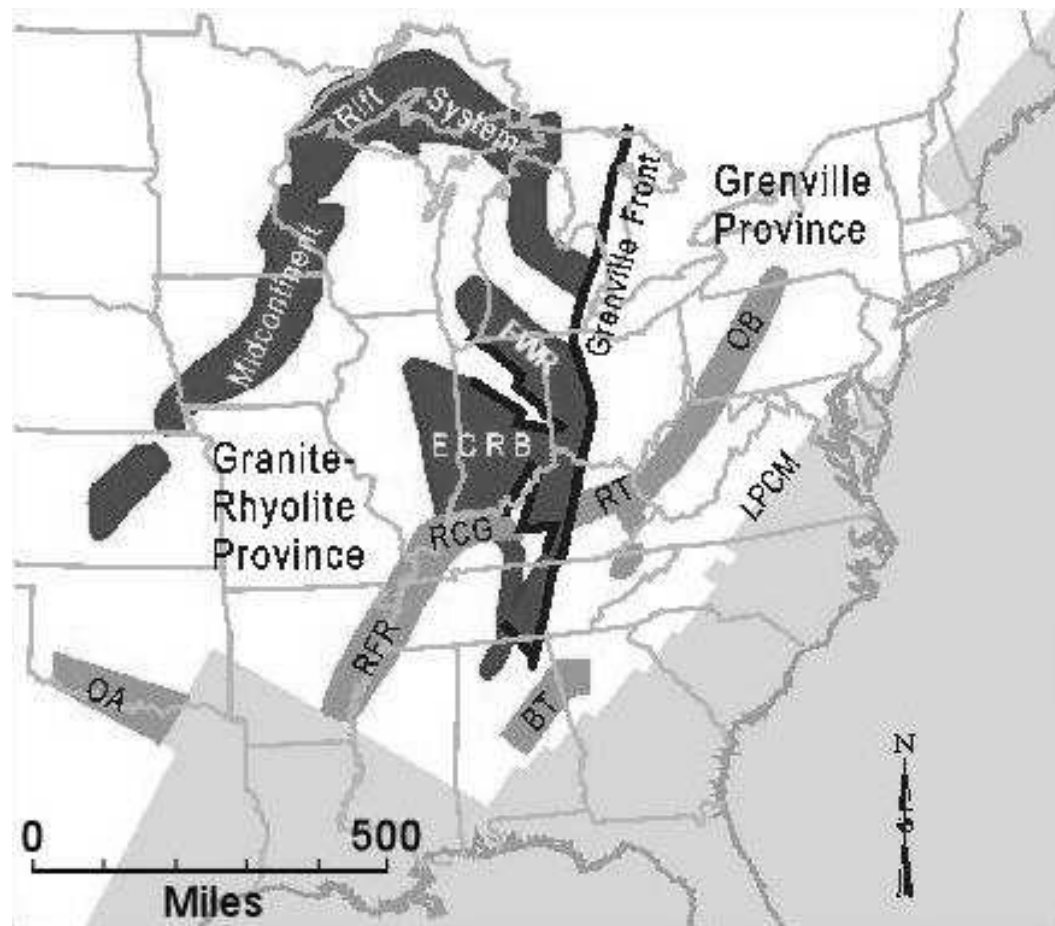 Rift
System
Grenville
Province
Grenville Front
Midcontinent
FWR
OB
ECRB
Granite-
Rhyolite
Province
RT
LPCM
RCG
RFR
OA
BT
N
0 500
Miles